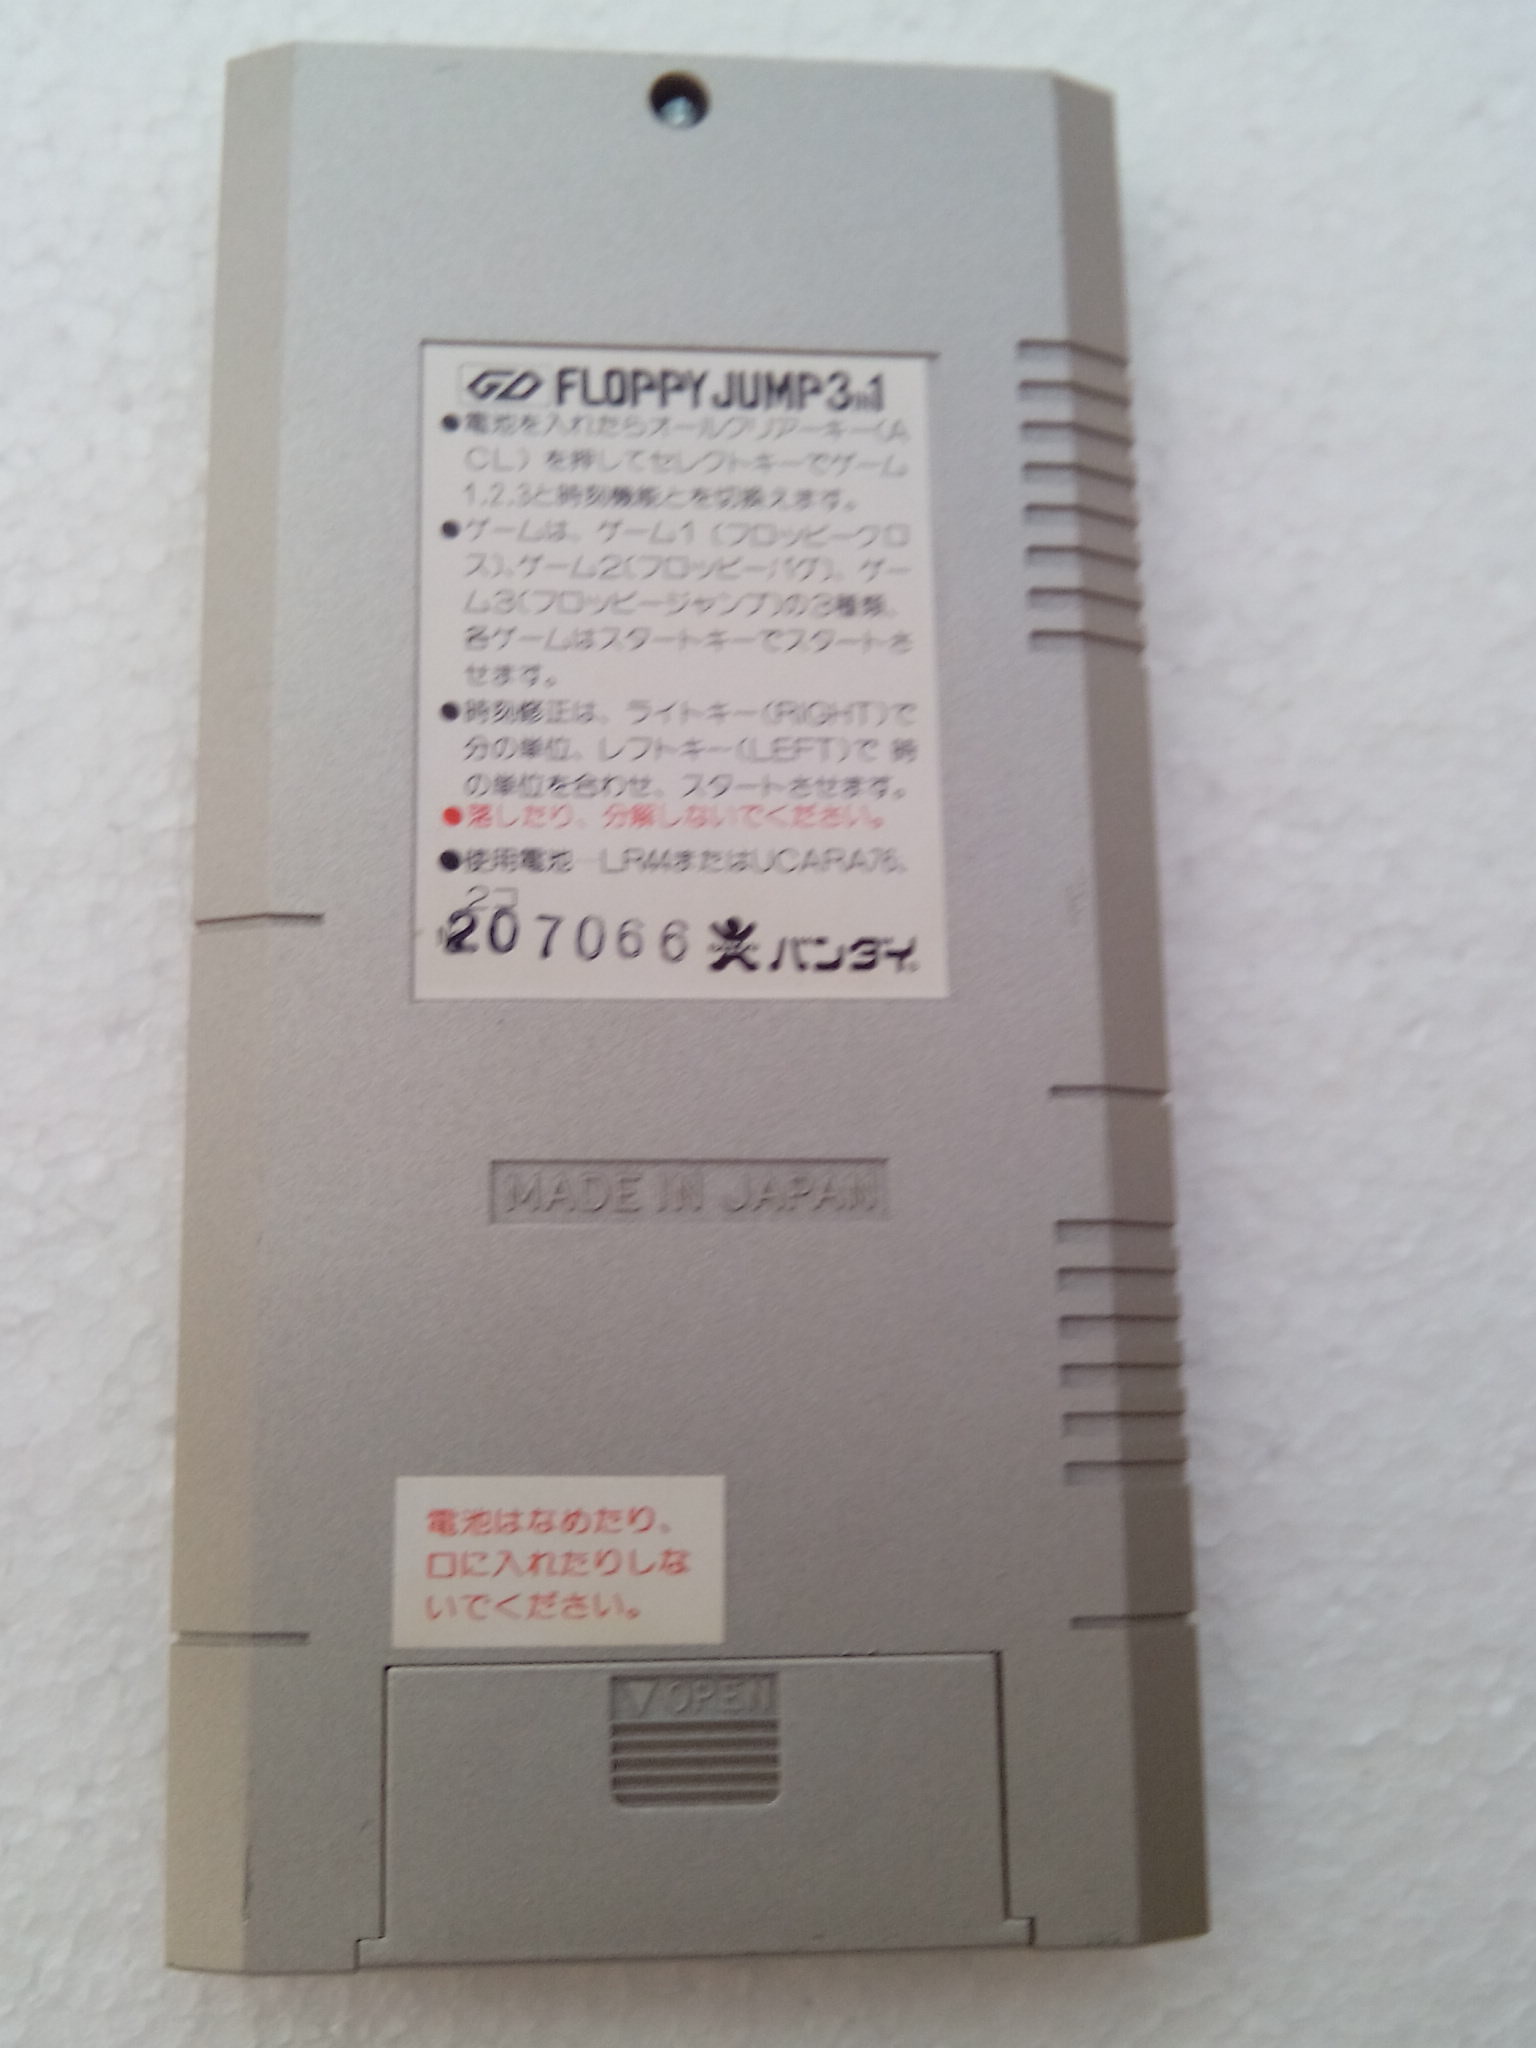 GD FLOPPY JUMP 3in1
●電池を入れたらオールクリアーキー(A
CL)を押してセレクトキーでゲーム
1.2.3と時刻機能とを切換えます。
●ゲームは、ゲーム1(フロッピークロ
ス)、ゲーム2(フロッピーバグ)、ゲー
ム3(フロッピージャンプ)の3種類、
各ゲームはスタートキーでスタートさ
せます。
●時刻修正は、ライトキー(RIGHT)で
分の単位、レフトキー(LEFT)で 時
の単位を合わせ、スタートさせます。
●落したり、分解しないでください。
●使用電池…LR44またはUCARA76、
2コ
207066 バンダイ
MADE IN JAPAN
電池はなめたり、
口に入れたりしな
いでください。
▽OPEN